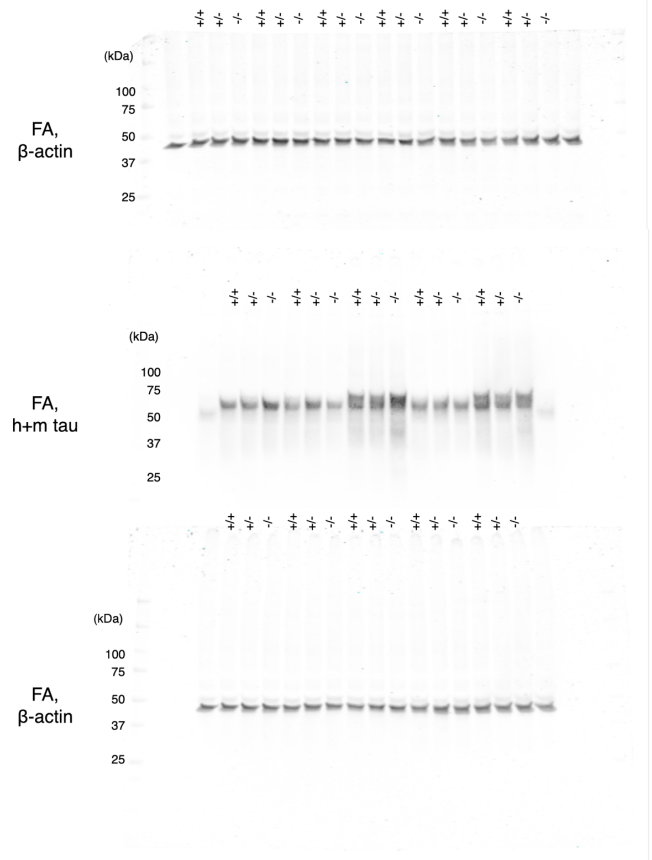 +/+ +/- -/- +/+ +/- -/- +/+ +/- -/- +/+ +/- -/- +/+ +/- -/- +/+ +/- -/-
(kDa)
100
75
50
37
25
FA,
β-actin
+/+ +/- -/- +/+ +/- -/- +/+ +/- -/- +/+ +/- -/- +/+ +/- -/-
(kDa)
100
75
50
37
25
FA,
h+m tau
+/+ +/- -/- +/+ +/- -/- +/+ +/- -/- +/+ +/- -/- +/+ +/- -/-
(kDa)
100
75
50
37
25
FA,
β-actin